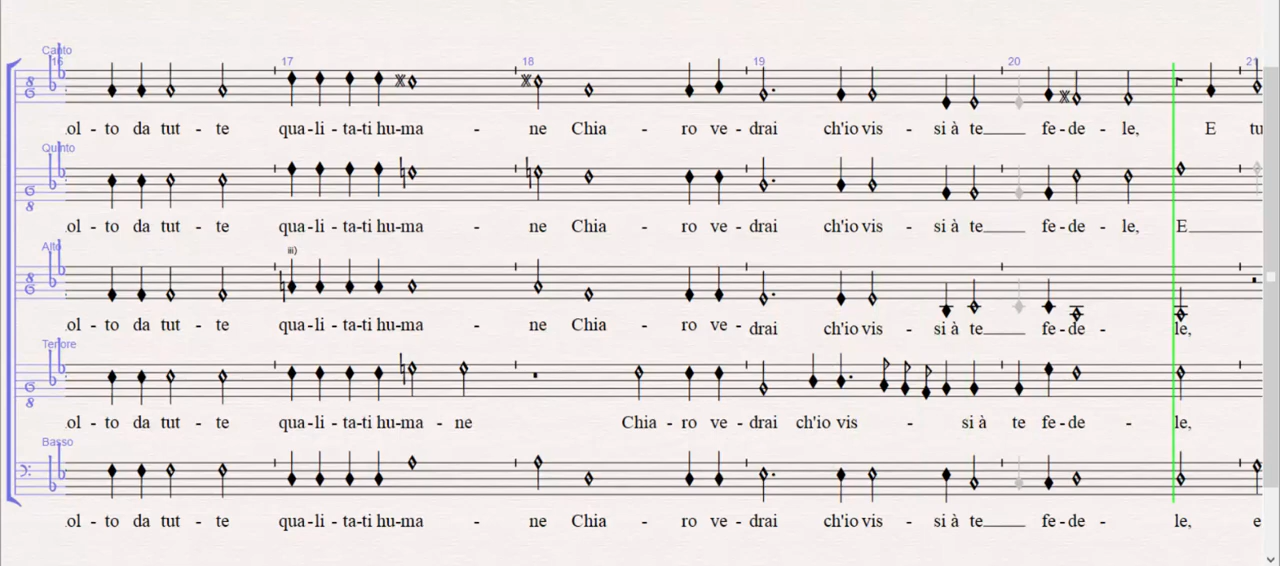 Canto
16 17 18 19 20 21
ol - to da tut - te qua - li - ta-ti hu-ma - ne Chia - ro ve - drai ch'io vis - si à te____ fe-de - le, E tu
Quinto
ol - to da tut - te qua - li - ta-ti hu-ma - ne Chia - ro ve - drai ch'io vis - si à te____ fe-de - le, E____
Alto
iii)
ol - to da tut - te qua - li - ta-ti hu-ma - ne Chia - ro ve - drai ch'io vis - si à te____ fe-de - le,
Tenore
ol - to da tut - te qua - li - ta-ti hu-ma - ne Chia - ro ve - drai ch'io vis - si à te fe-de - le,
Basso
ol - to da tut - te qua - li - ta-ti hu-ma - ne Chia - ro ve - drai ch'io vis - si à te____ fe-de - le, e